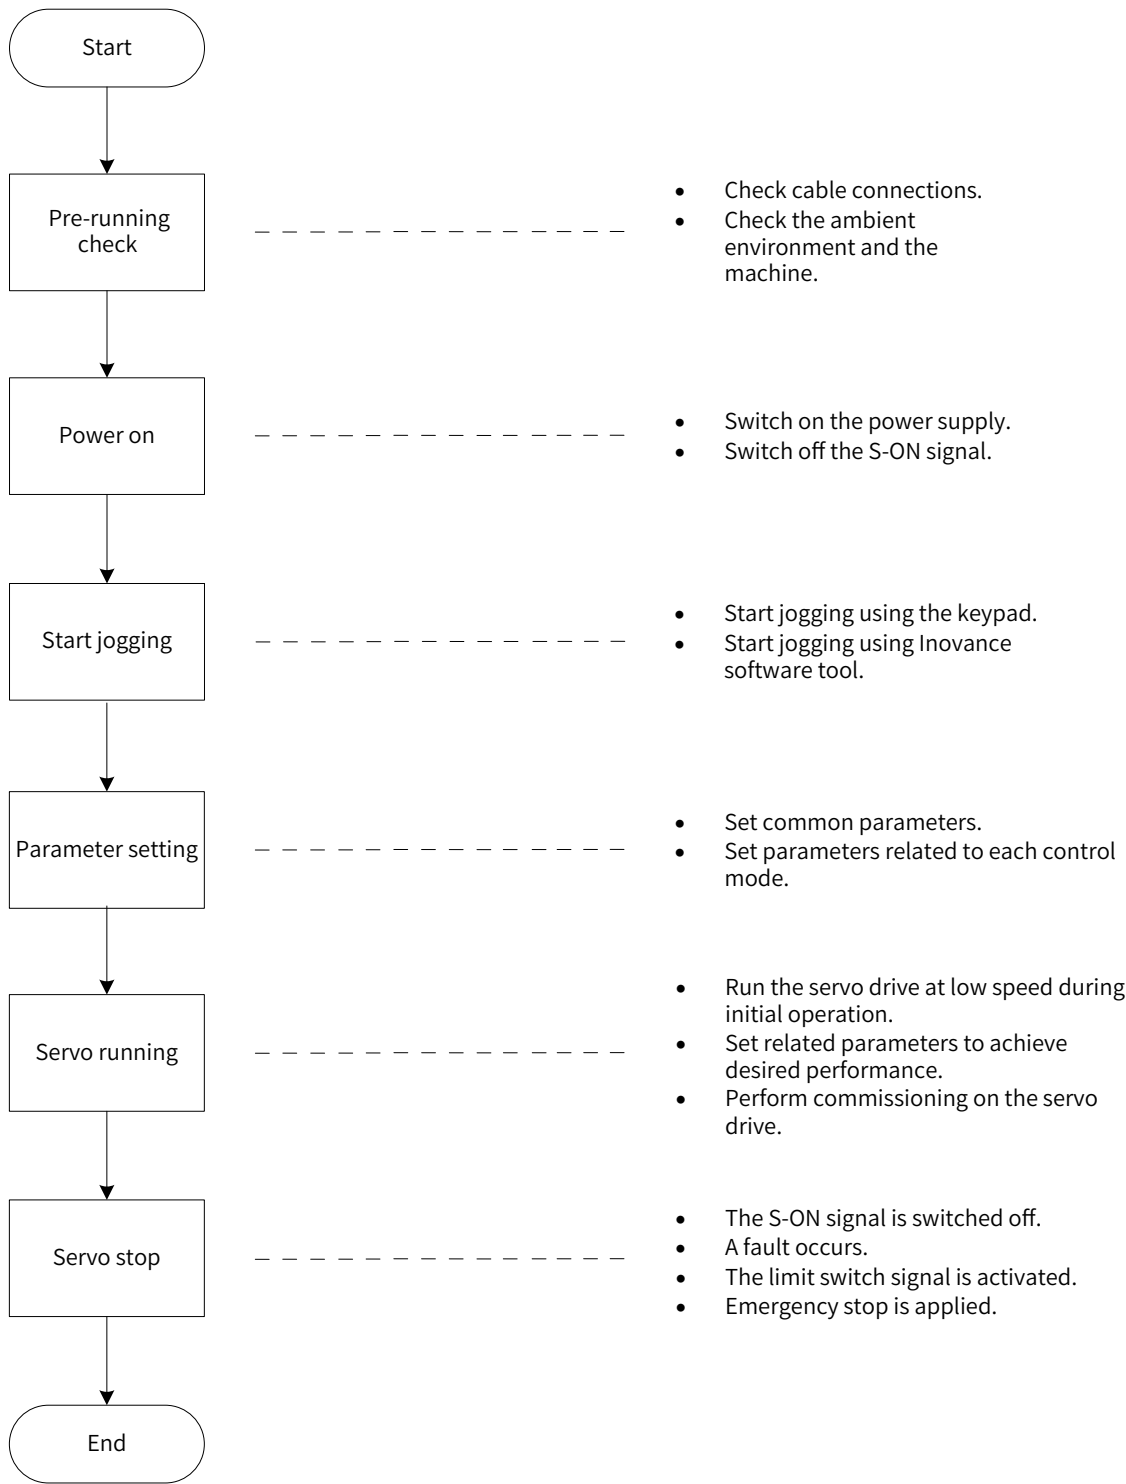 Start
Pre-running
check
• Check cable connections.
• Check the ambient
environment and the
machine.
Power on
• Switch on the power supply.
• Switch off the S-ON signal.
Start jogging
• Start jogging using the keypad.
• Start jogging using Inovance
software tool.
Parameter setting
• Set common parameters.
• Set parameters related to each control
mode.
Servo running
• Run the servo drive at low speed during
initial operation.
• Set related parameters to achieve
desired performance.
• Perform commissioning on the servo
drive.
Servo stop
• The S-ON signal is switched off.
• A fault occurs.
• The limit switch signal is activated.
• Emergency stop is applied.
End